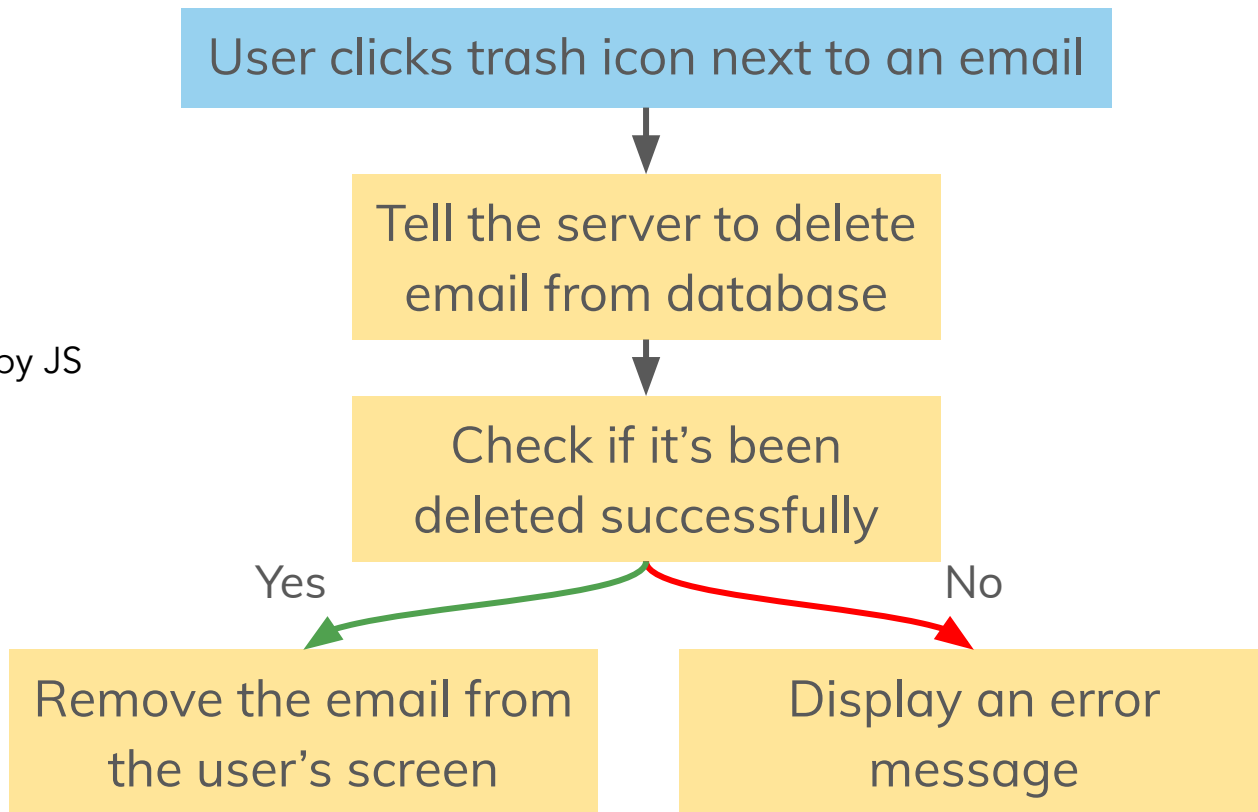 User clicks trash icon next to an email
Tell the server to delete
email from database
by JS
Check if it’s been
deleted successfully
Yes
No
Remove the email from
the user’s screen
Display an error
message